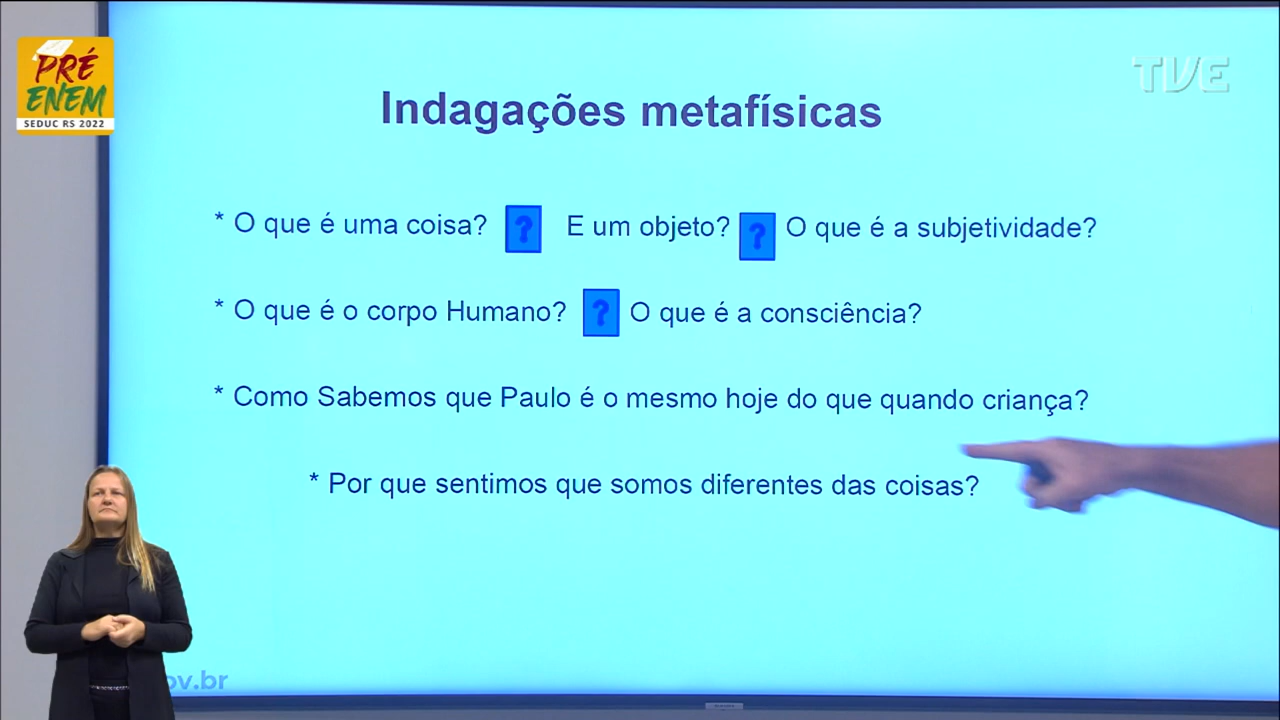 PRÉ
ENEM
SEDUC RS 2022
TVE
Indagações metafísicas
* O que é uma coisa? ? E um objeto? ? O que é a subjetividade?
* O que é o corpo Humano? ? O que é a consciência?
* Como Sabemos que Paulo é o mesmo hoje do que quando criança?
* Por que sentimos que somos diferentes das coisas?
ov.br